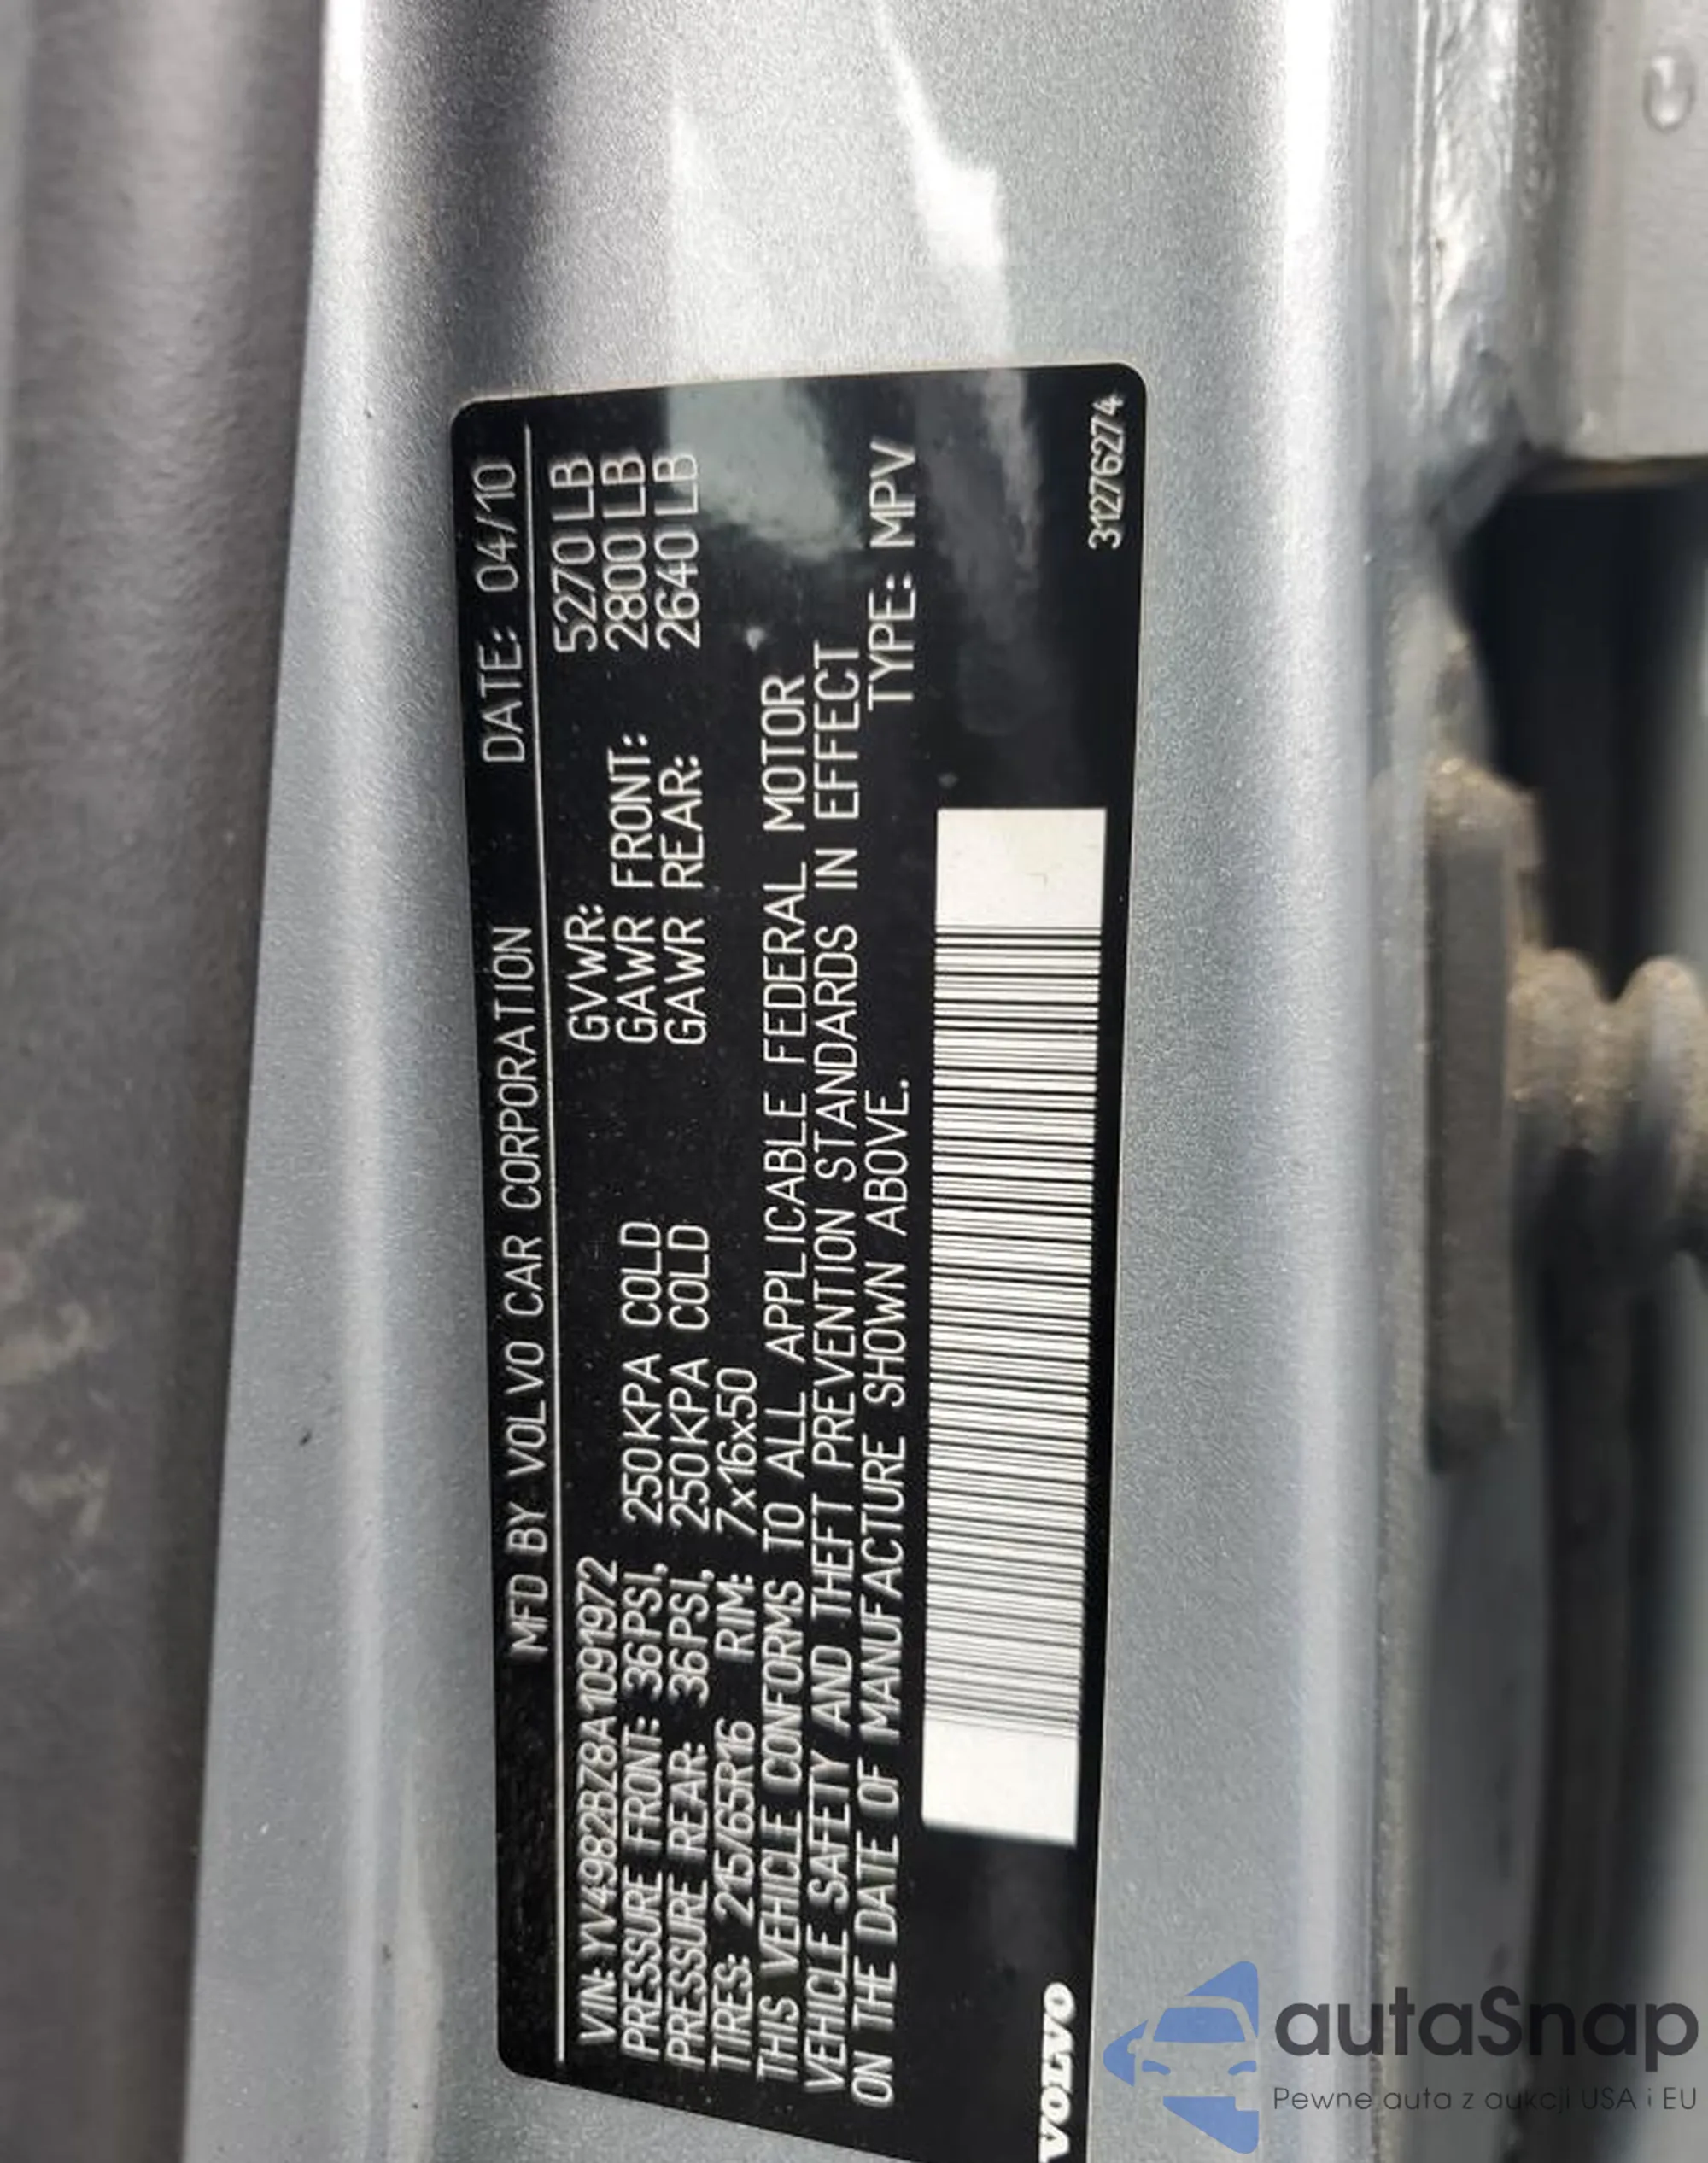 MFD BY VOLVO CAR CORPORATION DATE: 04/10
VIN: YV4982BZ8A1091972 GVWR: 5270 LB
PRESSURE FRONT: 36PSI, 250KPA COLD GAWR FRONT: 2800 LB
PRESSURE REAR: 36PSI, 250KPA COLD GAWR REAR: 2640 LB
TIRES: 215/65R16 RIM: 7x16x50
THIS VEHICLE CONFORMS TO ALL APPLICABLE FEDERAL MOTOR
VEHICLE SAFETY AND THEFT PREVENTION STANDARDS IN EFFECT
ON THE DATE OF MANUFACTURE SHOWN ABOVE. TYPE: MPV
VOLVO 31276274
autaSnap
Pewne auta z aukcji USA i EU